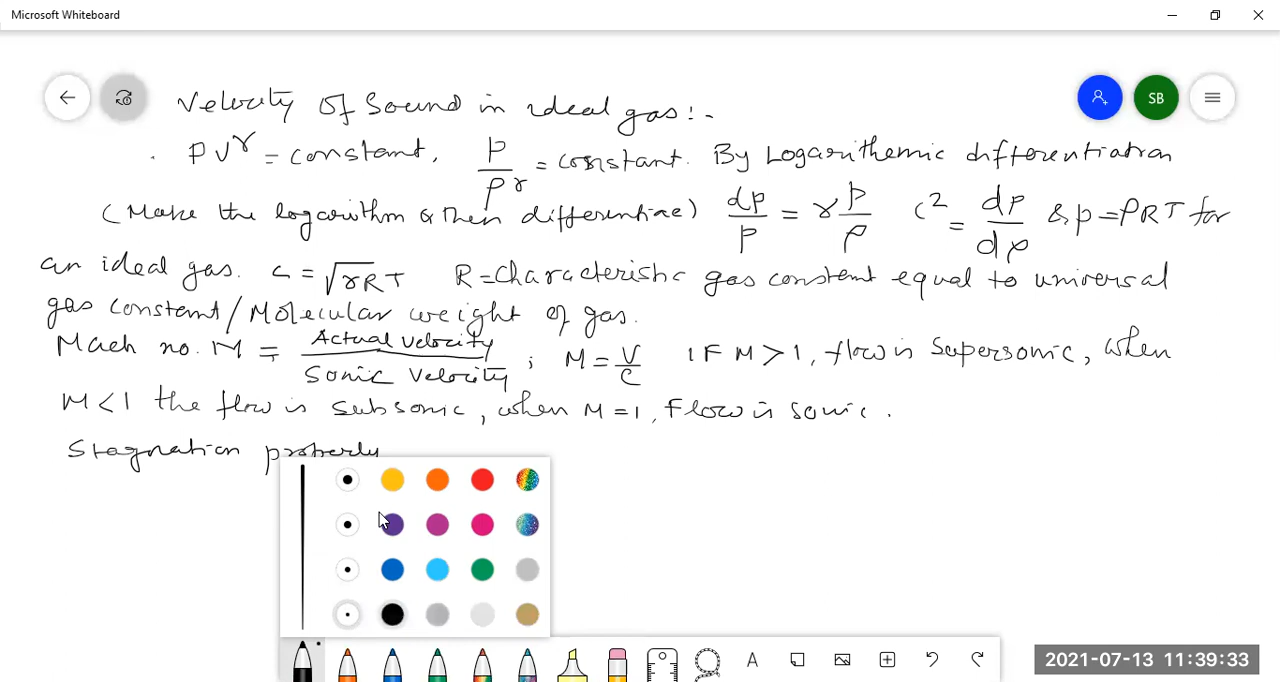 Microsoft Whiteboard
SB
Velocity of Sound in ideal gas :-
PV^γ = constant, P/ρ^γ = constant. By Logarithemic differentiation
(Make the logarithm & then differentiae) dp/p = γ p/ρ C^2 = dp/dρ & p = ρRT for
an ideal gas. C = √γRT R = Characteristic gas constant equal to universal
gas constant / Molecular weight of gas.
Mach no. M = Actual velocity / Sonic velocity ; M = V/C IF M > 1, flow is supersonic, when
M < 1 the flow is subsonic, when M = 1, flow is sonic.
Stagnation property
A
2021-07-13 11:39:33